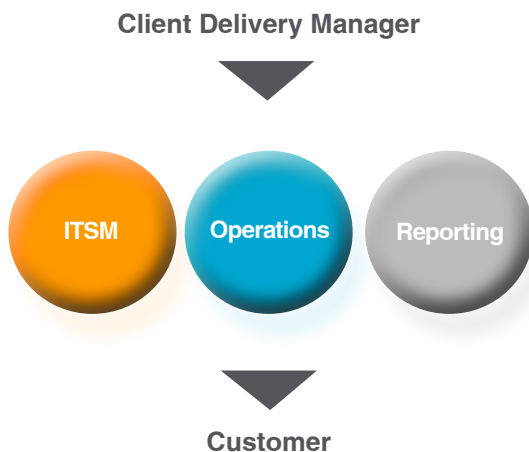 Client Delivery Manager
ITSM
Operations
Reporting
Customer